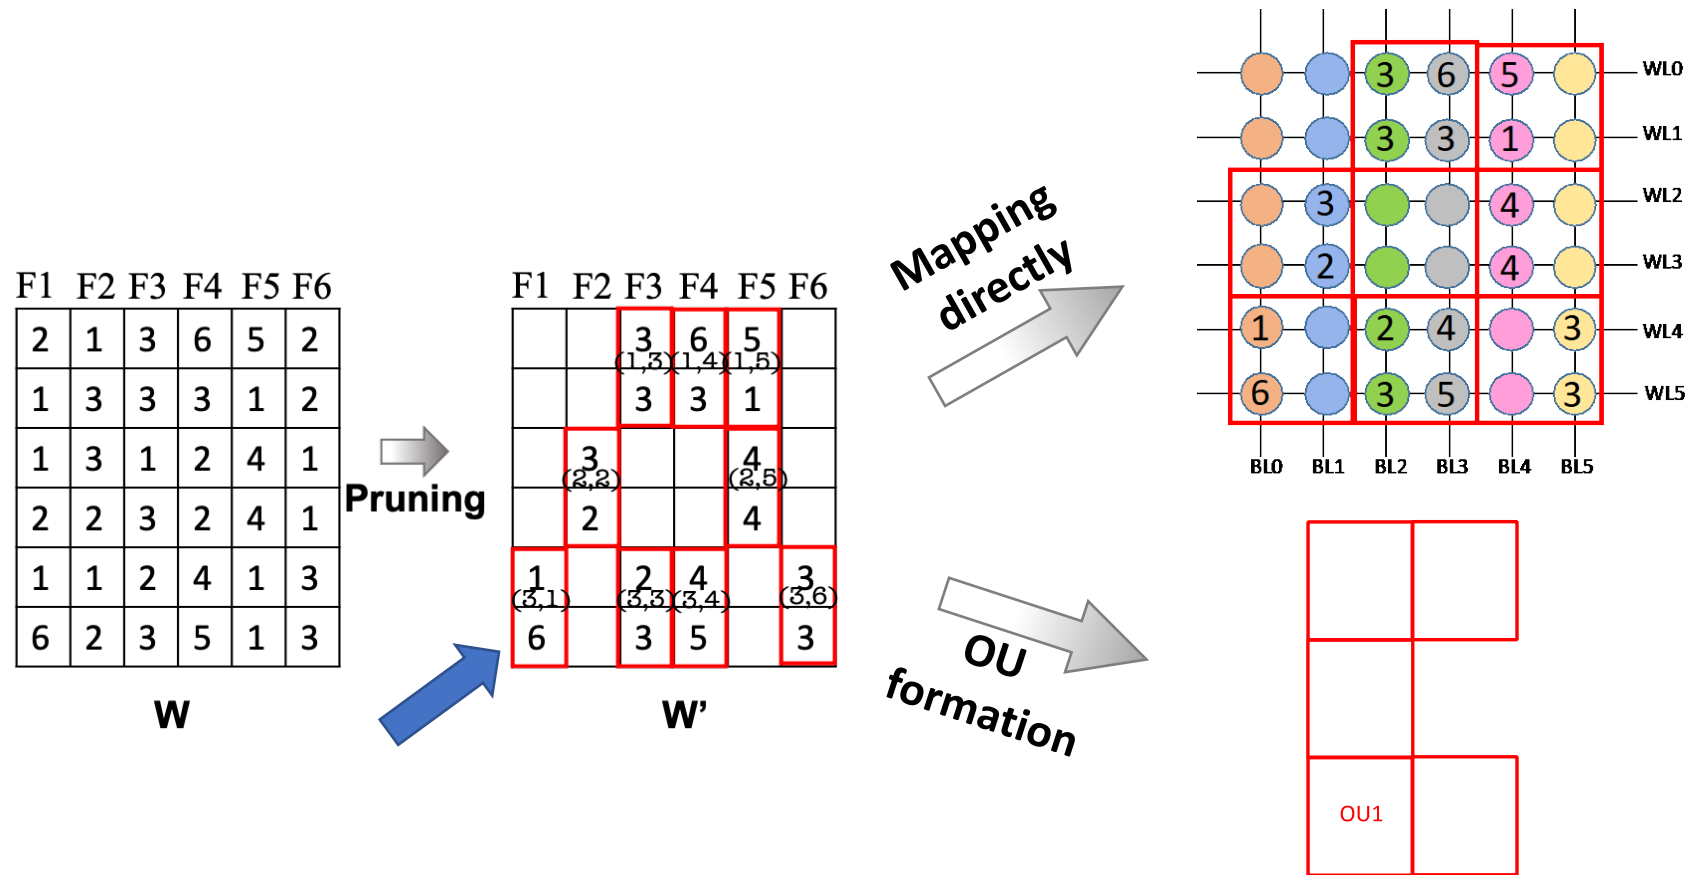 F1 F2 F3 F4 F5 F6
2 1 3 6 5 2
1 3 3 3 1 2
1 3 1 2 4 1
2 2 3 2 4 1
1 1 2 4 1 3
6 2 3 5 1 3
W
Pruning
F1 F2 F3 F4 F5 F6
3 6 5
(1,3) (1,4) (1,5)
3 3 1
3 4
(2,2) (2,5)
2 4
1 2 4 3
(3,1) (3,3) (3,4) (3,6)
6 3 5 3
W’
Mapping
directly
3 6 5 WL0
3 3 1 WL1
3 4 WL2
2 4 WL3
1 2 4 3 WL4
6 3 5 3 WL5
BL0 BL1 BL2 BL3 BL4 BL5
OU
formation
OU1